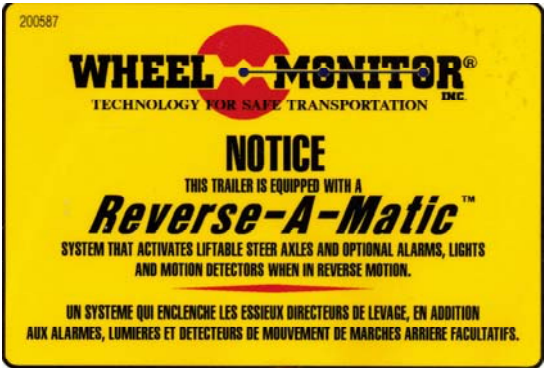 200587
WHEEL MONITOR®
INC.
TECHNOLOGY FOR SAFE TRANSPORTATION
NOTICE
THIS TRAILER IS EQUIPPED WITH A
Reverse-A-Matic™
SYSTEM THAT ACTIVATES LIFTABLE STEER AXLES AND OPTIONAL ALARMS, LIGHTS
AND MOTION DETECTORS WHEN IN REVERSE MOTION.
UN SYSTEME QUI ENCLENCHE LES ESSIEUX DIRECTEURS DE LEVAGE, EN ADDITION
AUX ALARMES, LUMIERES ET DETECTEURS DE MOUVEMENT DE MARCHES ARRIERE FACULTATIFS.